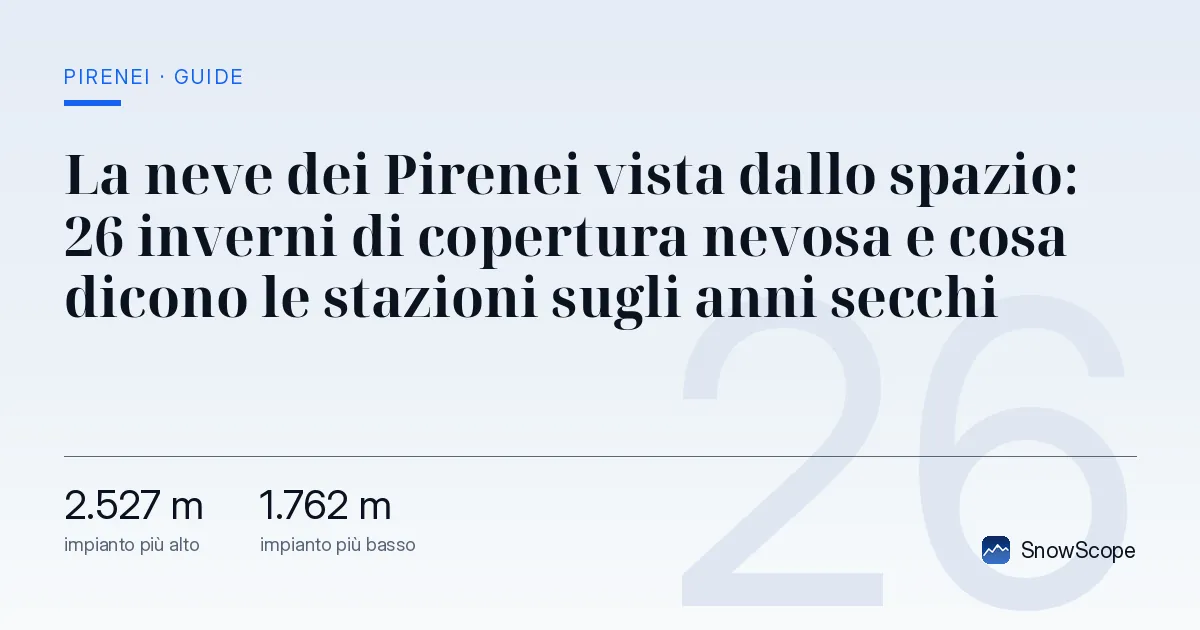 PIRENEI · GUIDE
La neve dei Pirenei vista dallo spazio:
26 inverni di copertura nevosa e cosa
dicono le stazioni sugli anni secchi
26
2.527 m
impianto più alto
1.762 m
impianto più basso
SnowScope